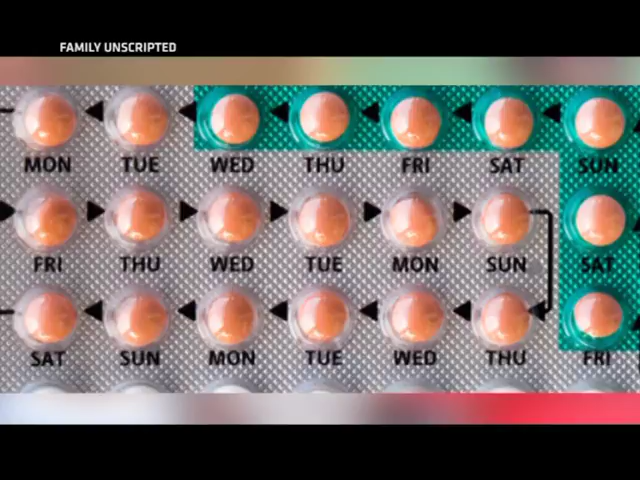 FAMILY UNSCRIPTED
MON TUE WED THU FRI SAT SUN
FRI THU WED TUE MON SUN SAT
SAT SUN MON TUE WED THU FRI